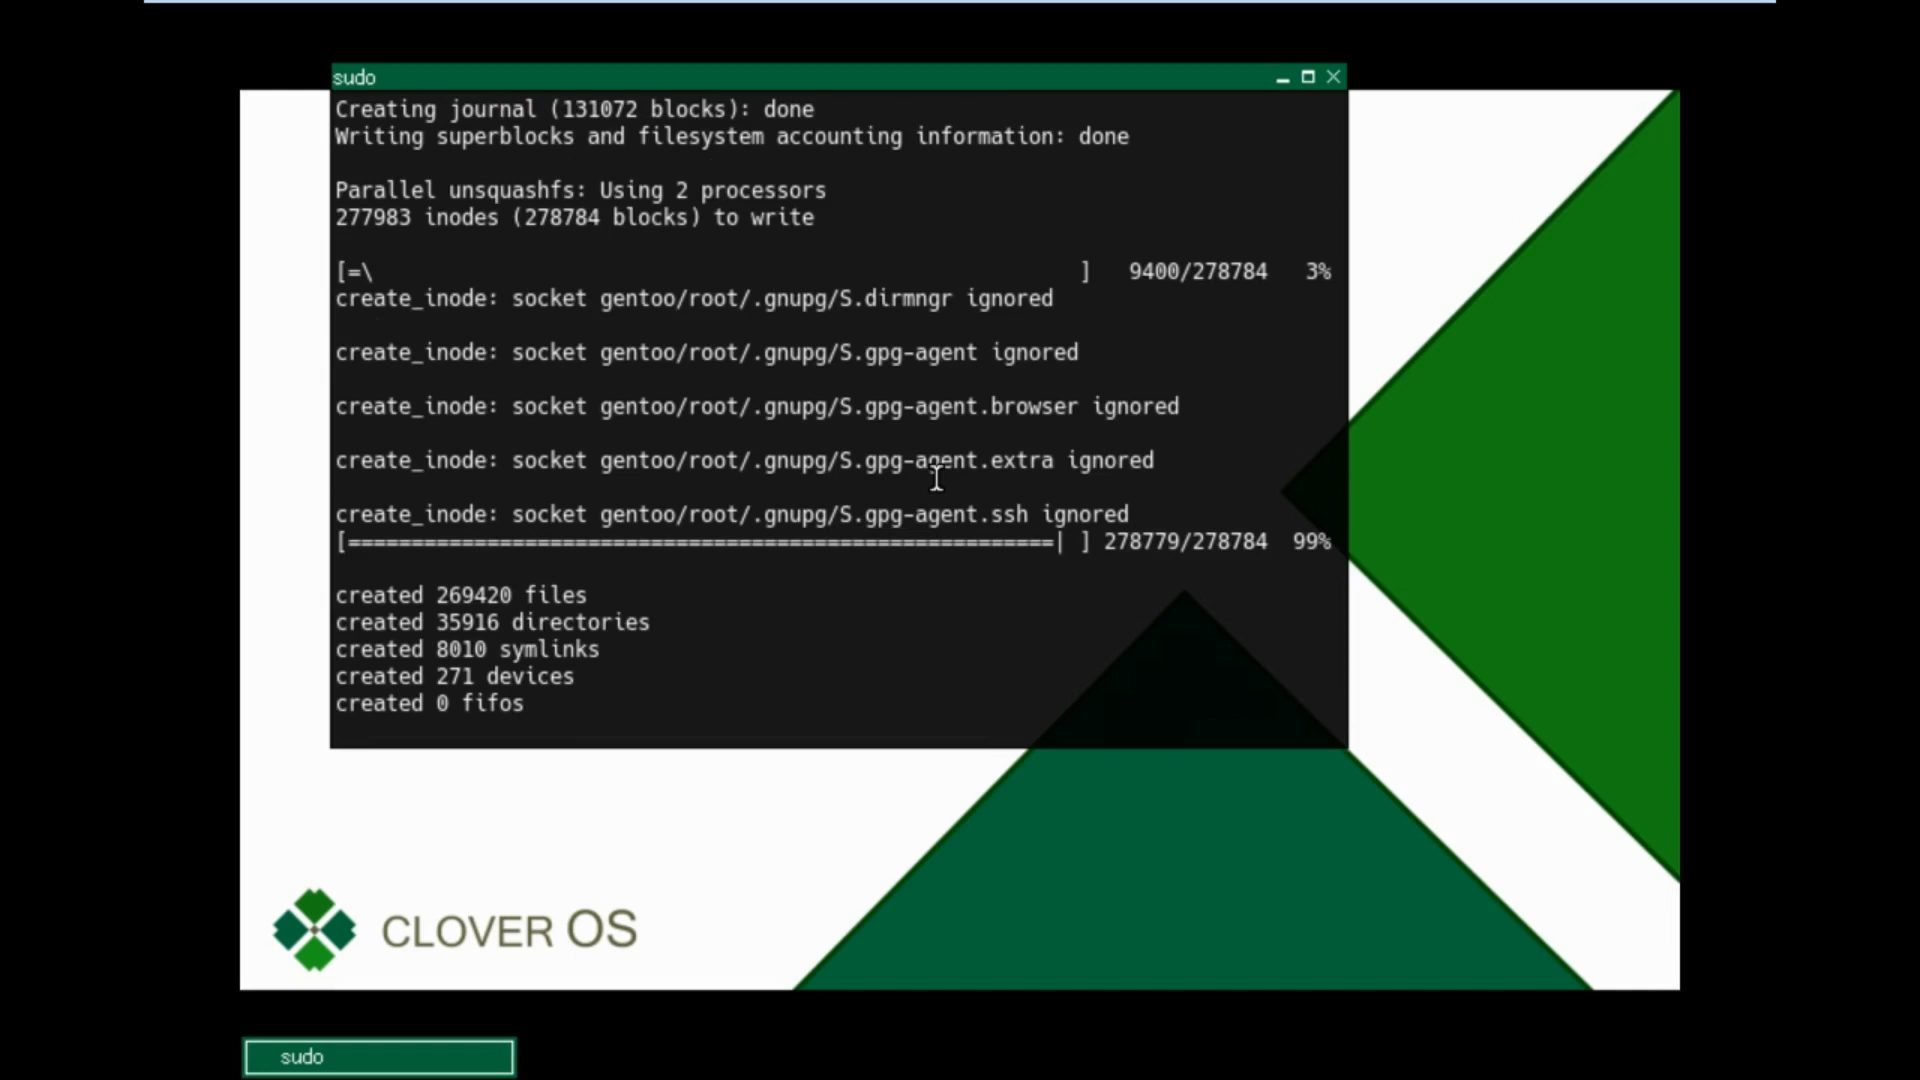 sudo
Creating journal (131072 blocks): done
Writing superblocks and filesystem accounting information: done
Parallel unsquashfs: Using 2 processors
277983 inodes (278784 blocks) to write
[=\ ] 9400/278784 3%
create_inode: socket gentoo/root/.gnupg/S.dirmngr ignored
create_inode: socket gentoo/root/.gnupg/S.gpg-agent ignored
create_inode: socket gentoo/root/.gnupg/S.gpg-agent.browser ignored
create_inode: socket gentoo/root/.gnupg/S.gpg-agent.extra ignored
create_inode: socket gentoo/root/.gnupg/S.gpg-agent.ssh ignored
[========================================================| ] 278779/278784 99%
created 269420 files
created 35916 directories
created 8010 symlinks
created 271 devices
created 0 fifos
CLOVER OS
sudo